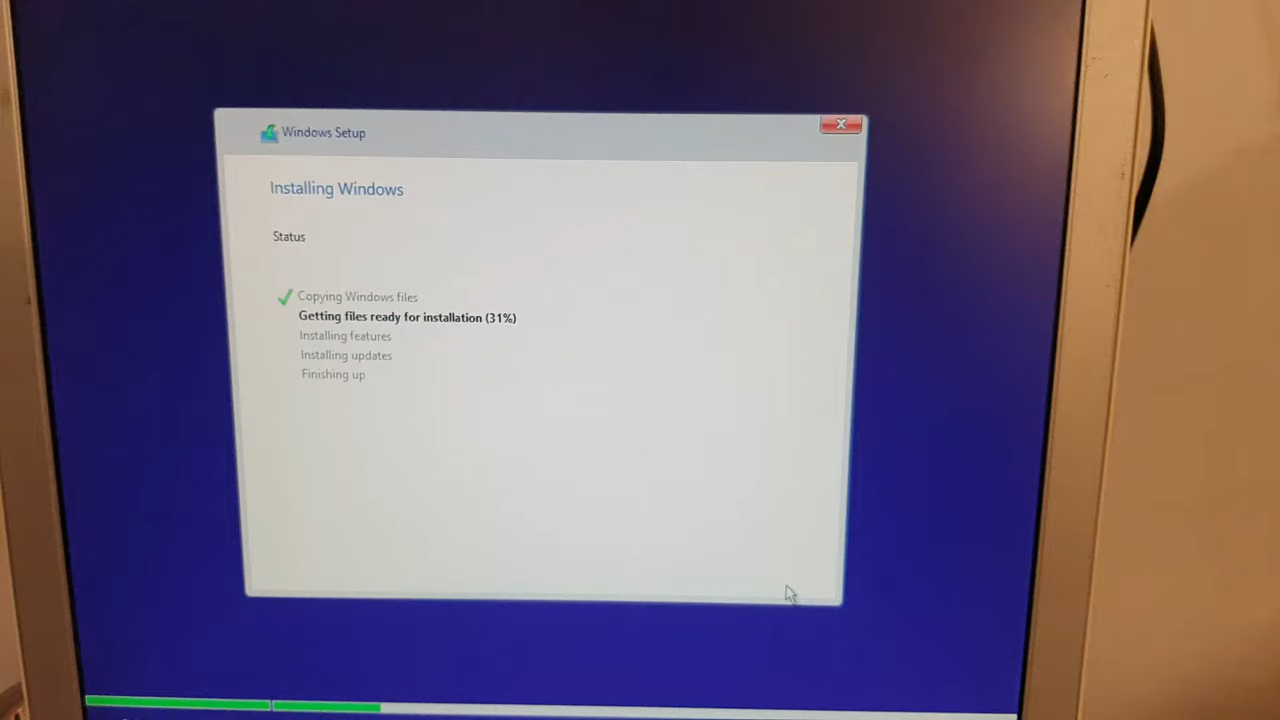 Windows Setup
Installing Windows
Status
Copying Windows files
Getting files ready for installation (31%)
Installing features
Installing updates
Finishing up